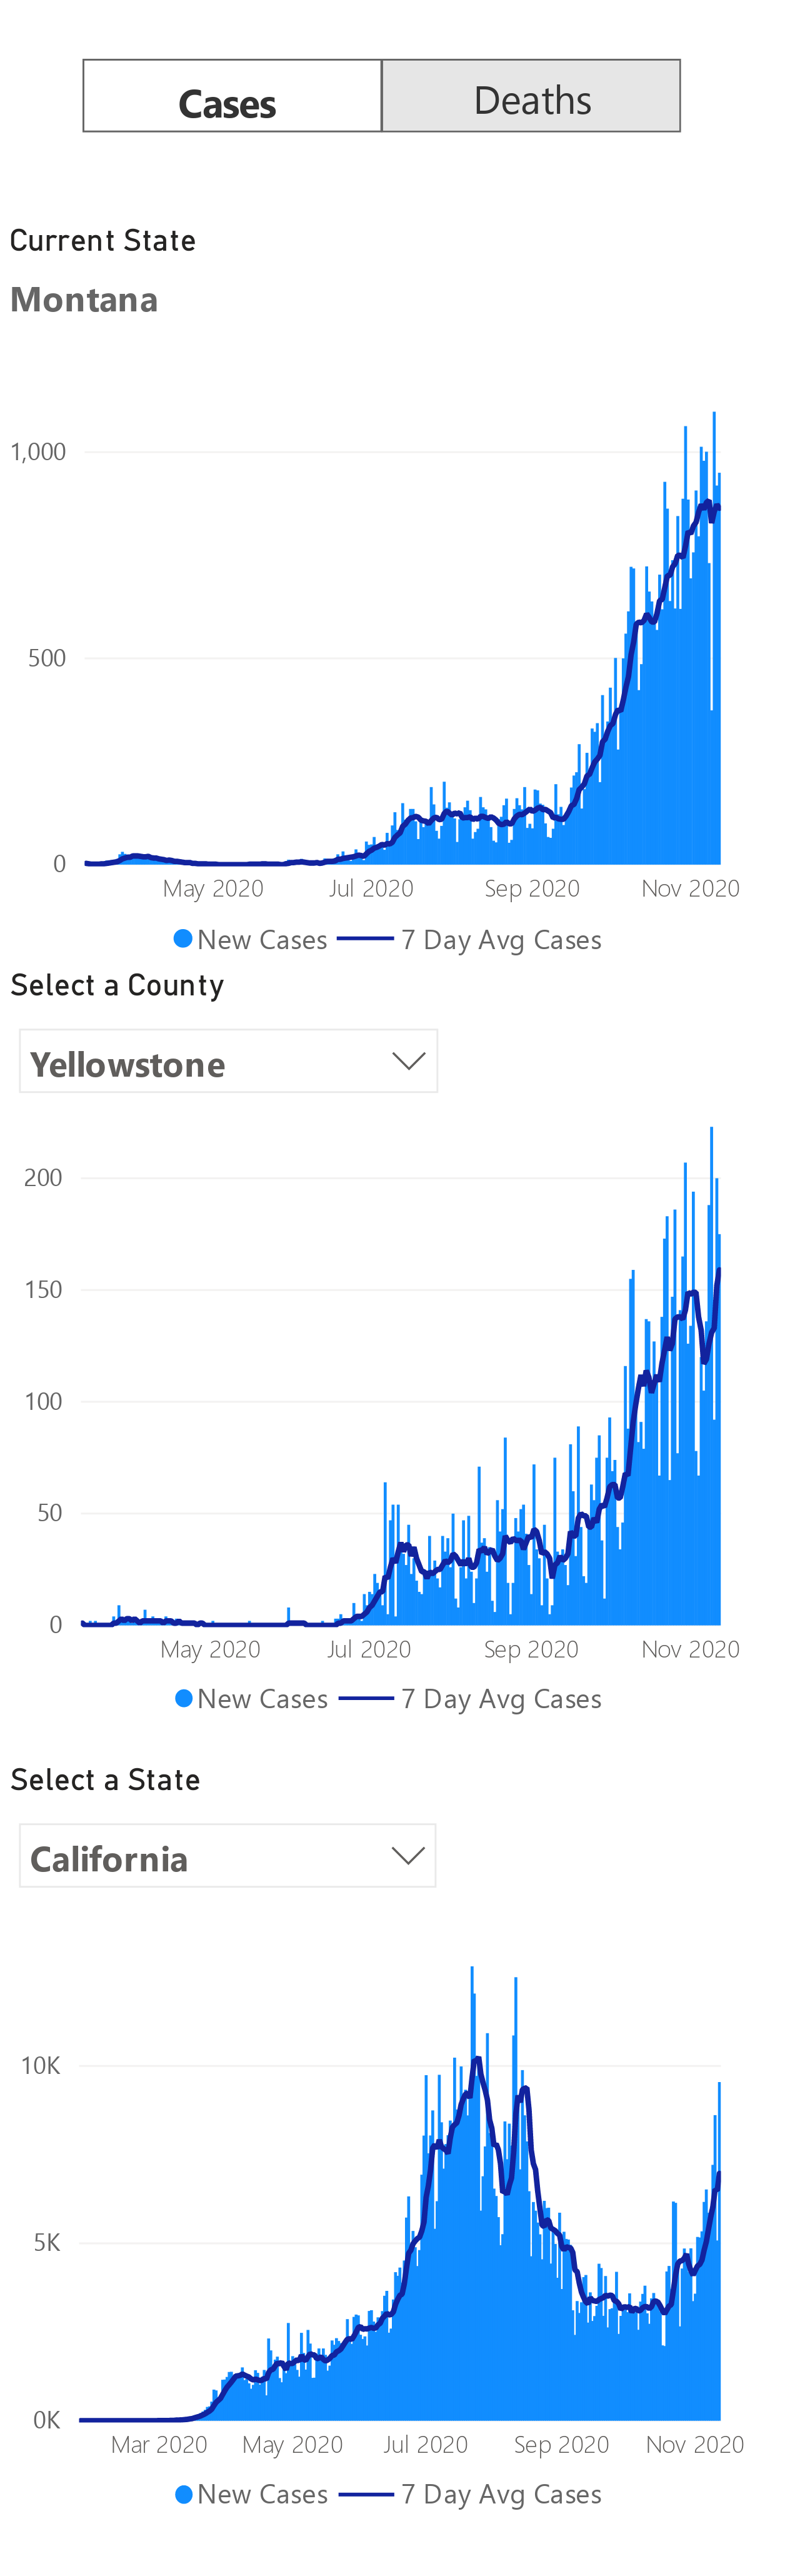 Cases Deaths
Current State
Montana
1,000
500
0
May 2020 Jul 2020 Sep 2020 Nov 2020
New Cases 7 Day Avg Cases
Select a County
Yellowstone
200
150
100
50
0
May 2020 Jul 2020 Sep 2020 Nov 2020
New Cases 7 Day Avg Cases
Select a State
California
10K
5K
0K
Mar 2020 May 2020 Jul 2020 Sep 2020 Nov 2020
New Cases 7 Day Avg Cases